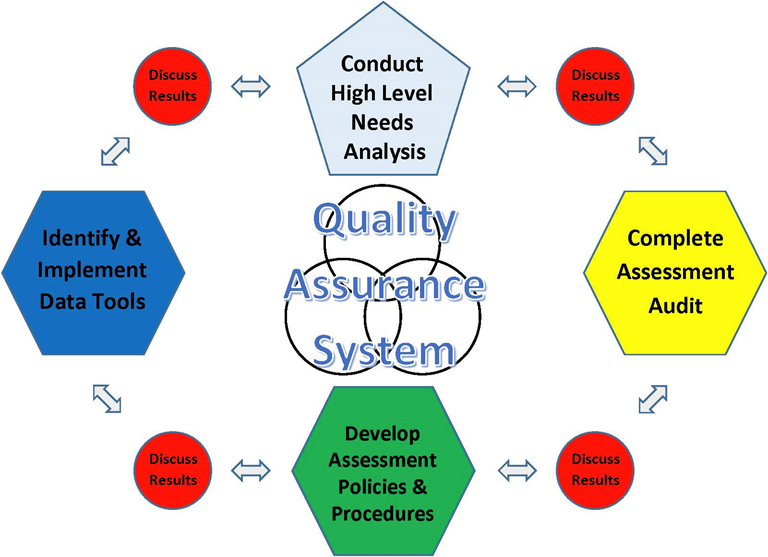 Discuss
Results
Conduct
High Level
Needs
Analysis
Discuss
Results
Identify &
Implement
Data Tools
Quality
Assurance
System
Complete
Assessment
Audit
Discuss
Results
Develop
Assessment
Policies &
Procedures
Discuss
Results